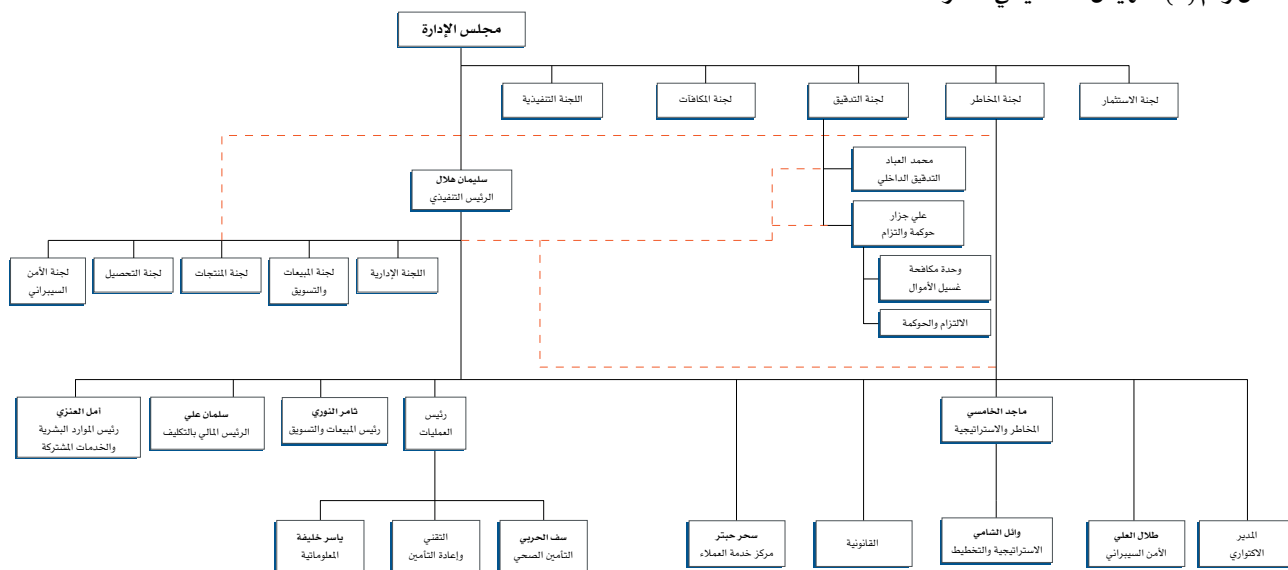 مجلس الإدارة
لجنة الاستثمار
لجنة المخاطر
لجنة التدقيق
لجنة المكافآت
اللجنة التنفيذية
محمد العباد
التدقيق الداخلي
سليمان هلال
الرئيس التنفيذي
علي جزار
حوكمة والتزام
وحدة مكافحة
غسيل الأموال
الالتزام والحوكمة
اللجنة الإدارية
لجنة المبيعات
والتسويق
لجنة المنتجات
لجنة التحصيل
لجنة الأمن
السيبراني
ماجد الخامسي
المخاطر والاستراتيجية
رئيس
العمليات
ثامر النوري
رئيس المبيعات والتسويق
سلمان علي
الرئيس المالي بالتكليف
أمل العنزي
رئيس الموارد البشرية
والخدمات المشتركة
المدير
الاكتواري
طلال العلي
الأمن السيبراني
وائل الشامي
الاستراتيجية والتخطيط
القانونية
سحر حبتر
مركز خدمة العملاء
سف الحربي
التأمين الصحي
التقني
وإعادة التأمين
ياسر خليفة
المعلوماتية